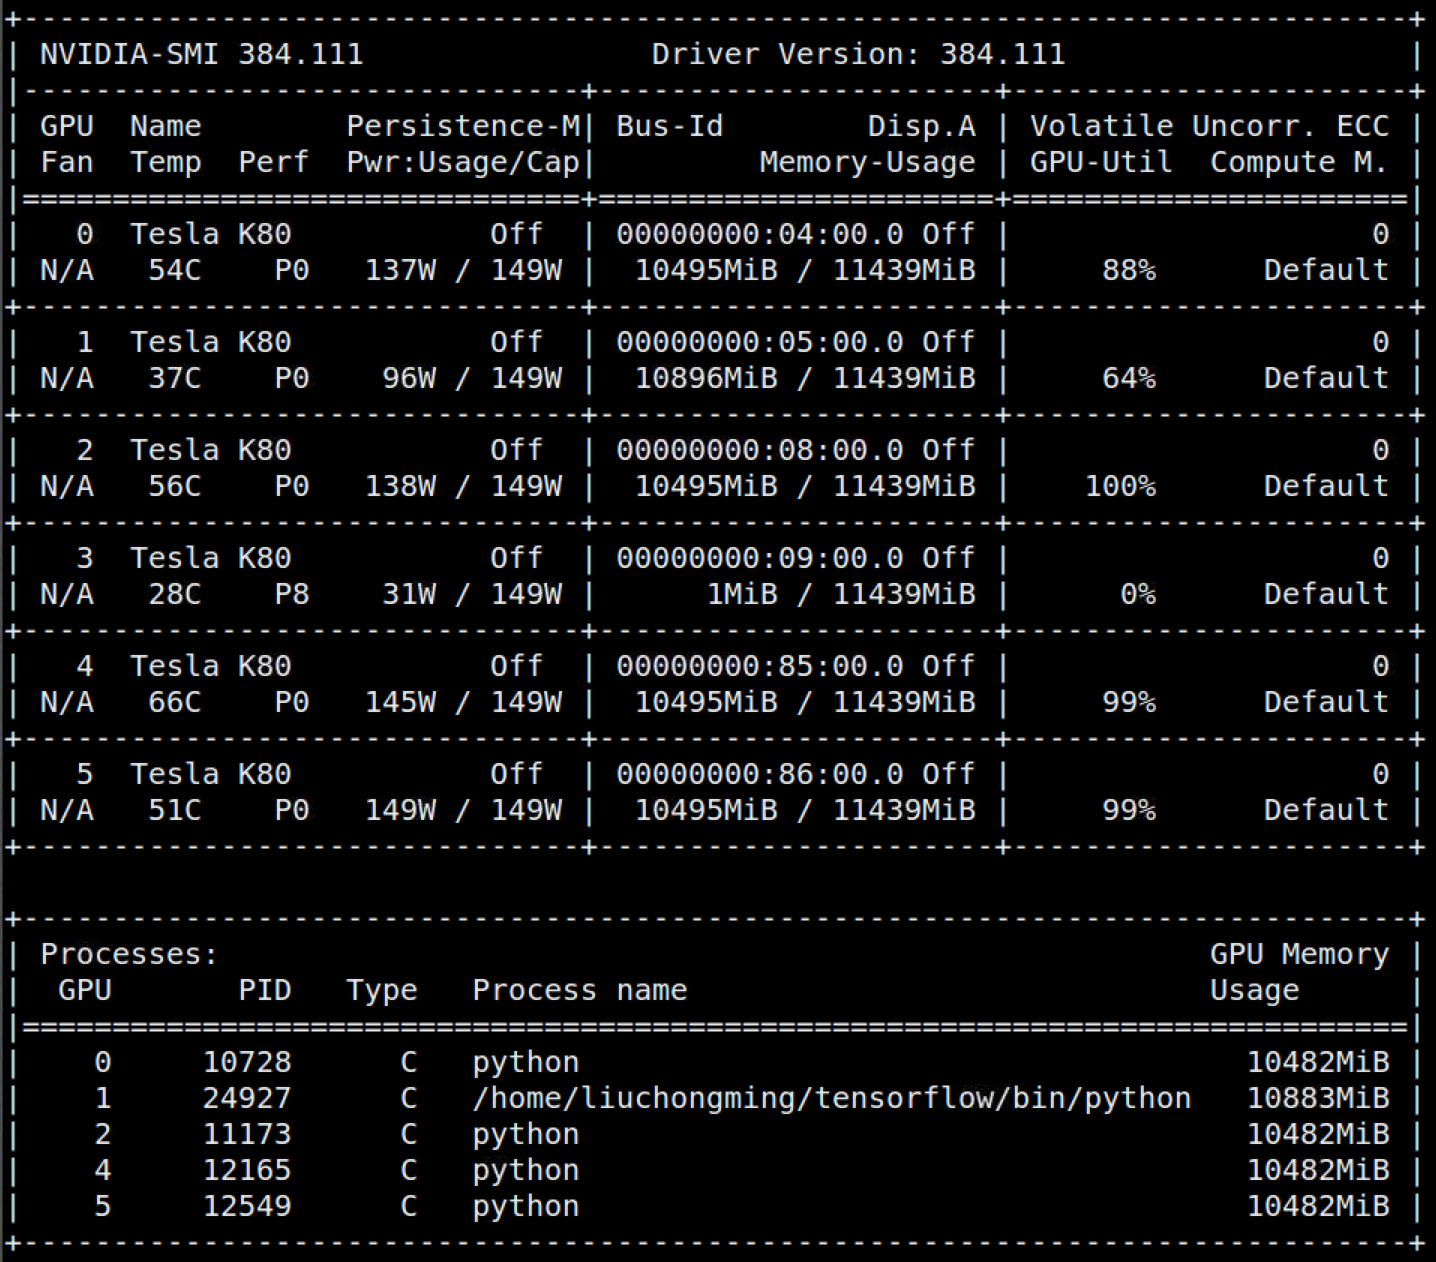 +-----------------------------------------------------------------------------+
| NVIDIA-SMI 384.111                Driver Version: 384.111                   |
|-------------------------------+----------------------+----------------------+
| GPU  Name        Persistence-M| Bus-Id        Disp.A | Volatile Uncorr. ECC |
| Fan  Temp  Perf  Pwr:Usage/Cap|         Memory-Usage | GPU-Util  Compute M. |
|===============================+======================+======================|
|   0  Tesla K80           Off  | 00000000:04:00.0 Off |                    0 |
| N/A   54C    P0   137W / 149W |  10495MiB / 11439MiB |     88%      Default |
+-------------------------------+----------------------+----------------------+
|   1  Tesla K80           Off  | 00000000:05:00.0 Off |                    0 |
| N/A   37C    P0    96W / 149W |  10896MiB / 11439MiB |     64%      Default |
+-------------------------------+----------------------+----------------------+
|   2  Tesla K80           Off  | 00000000:08:00.0 Off |                    0 |
| N/A   56C    P0   138W / 149W |  10495MiB / 11439MiB |    100%      Default |
+-------------------------------+----------------------+----------------------+
|   3  Tesla K80           Off  | 00000000:09:00.0 Off |                    0 |
| N/A   28C    P8    31W / 149W |      1MiB / 11439MiB |      0%      Default |
+-------------------------------+----------------------+----------------------+
|   4  Tesla K80           Off  | 00000000:85:00.0 Off |                    0 |
| N/A   66C    P0   145W / 149W |  10495MiB / 11439MiB |     99%      Default |
+-------------------------------+----------------------+----------------------+
|   5  Tesla K80           Off  | 00000000:86:00.0 Off |                    0 |
| N/A   51C    P0   149W / 149W |  10495MiB / 11439MiB |     99%      Default |
+-------------------------------+----------------------+----------------------+

+-----------------------------------------------------------------------------+
| Processes:                                                       GPU Memory |
|  GPU       PID   Type   Process name                             Usage      |
|=============================================================================|
|    0     10728      C   python                                     10482MiB |
|    1     24927      C   /home/liuchongming/tensorflow/bin/python   10883MiB |
|    2     11173      C   python                                     10482MiB |
|    4     12165      C   python                                     10482MiB |
|    5     12549      C   python                                     10482MiB |
+-----------------------------------------------------------------------------+